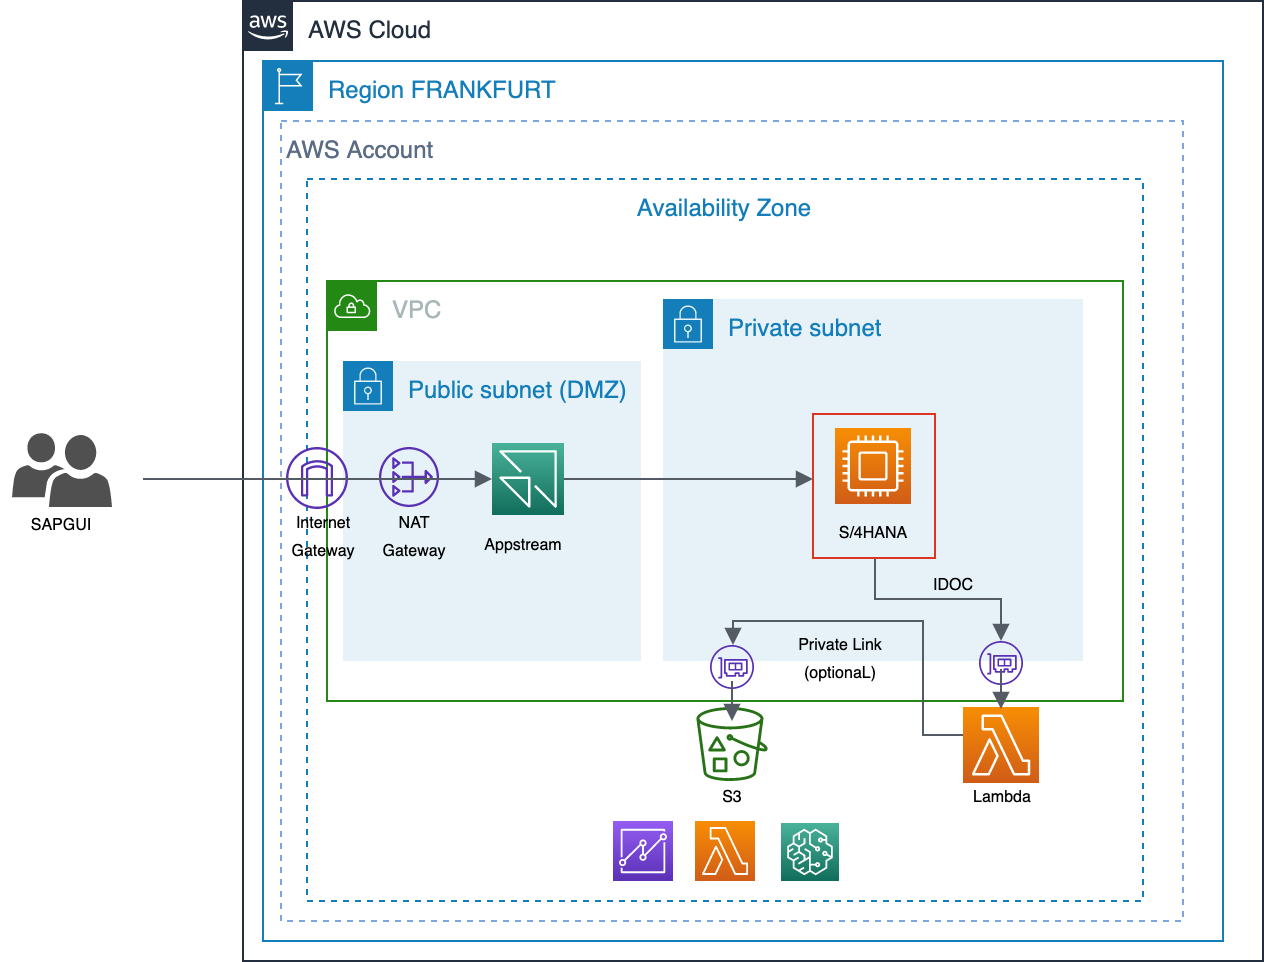 aws
AWS Cloud
Region FRANKFURT
AWS Account
Availability Zone
VPC
Private subnet
Public subnet (DMZ)
SAPGUI
Internet
Gateway
NAT
Gateway
Appstream
S/4HANA
IDOC
Private Link
(optionaL)
S3
Lambda